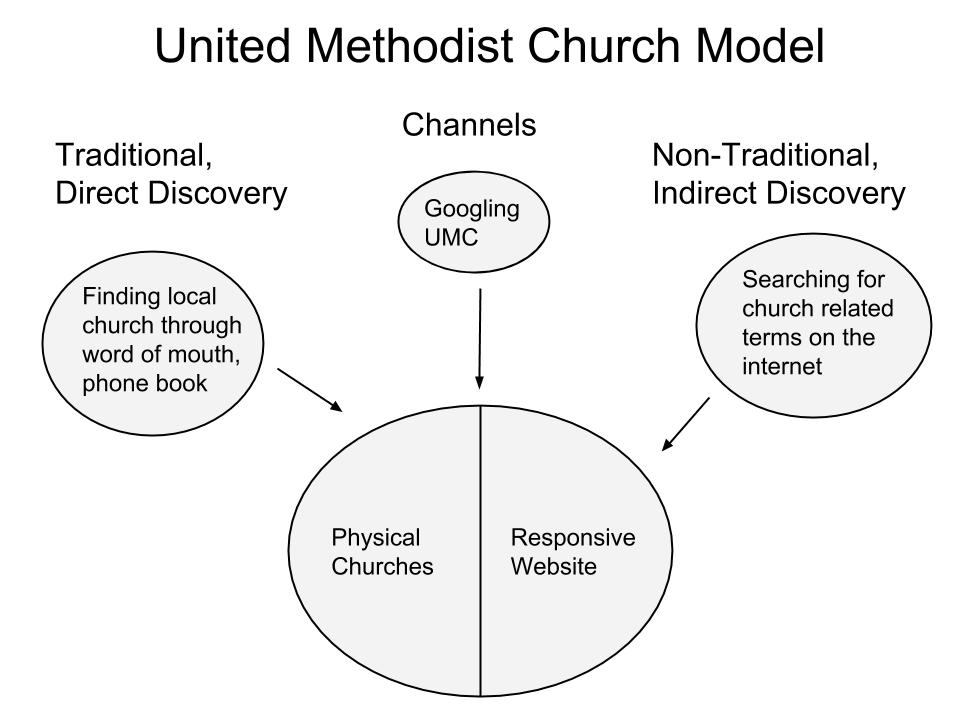 United Methodist Church Model
Channels
Traditional,
Direct Discovery
Non-Traditional,
Indirect Discovery
Googling
UMC
Finding local
church through
word of mouth,
phone book
Searching for
church related
terms on the
internet
Physical
Churches
Responsive
Website